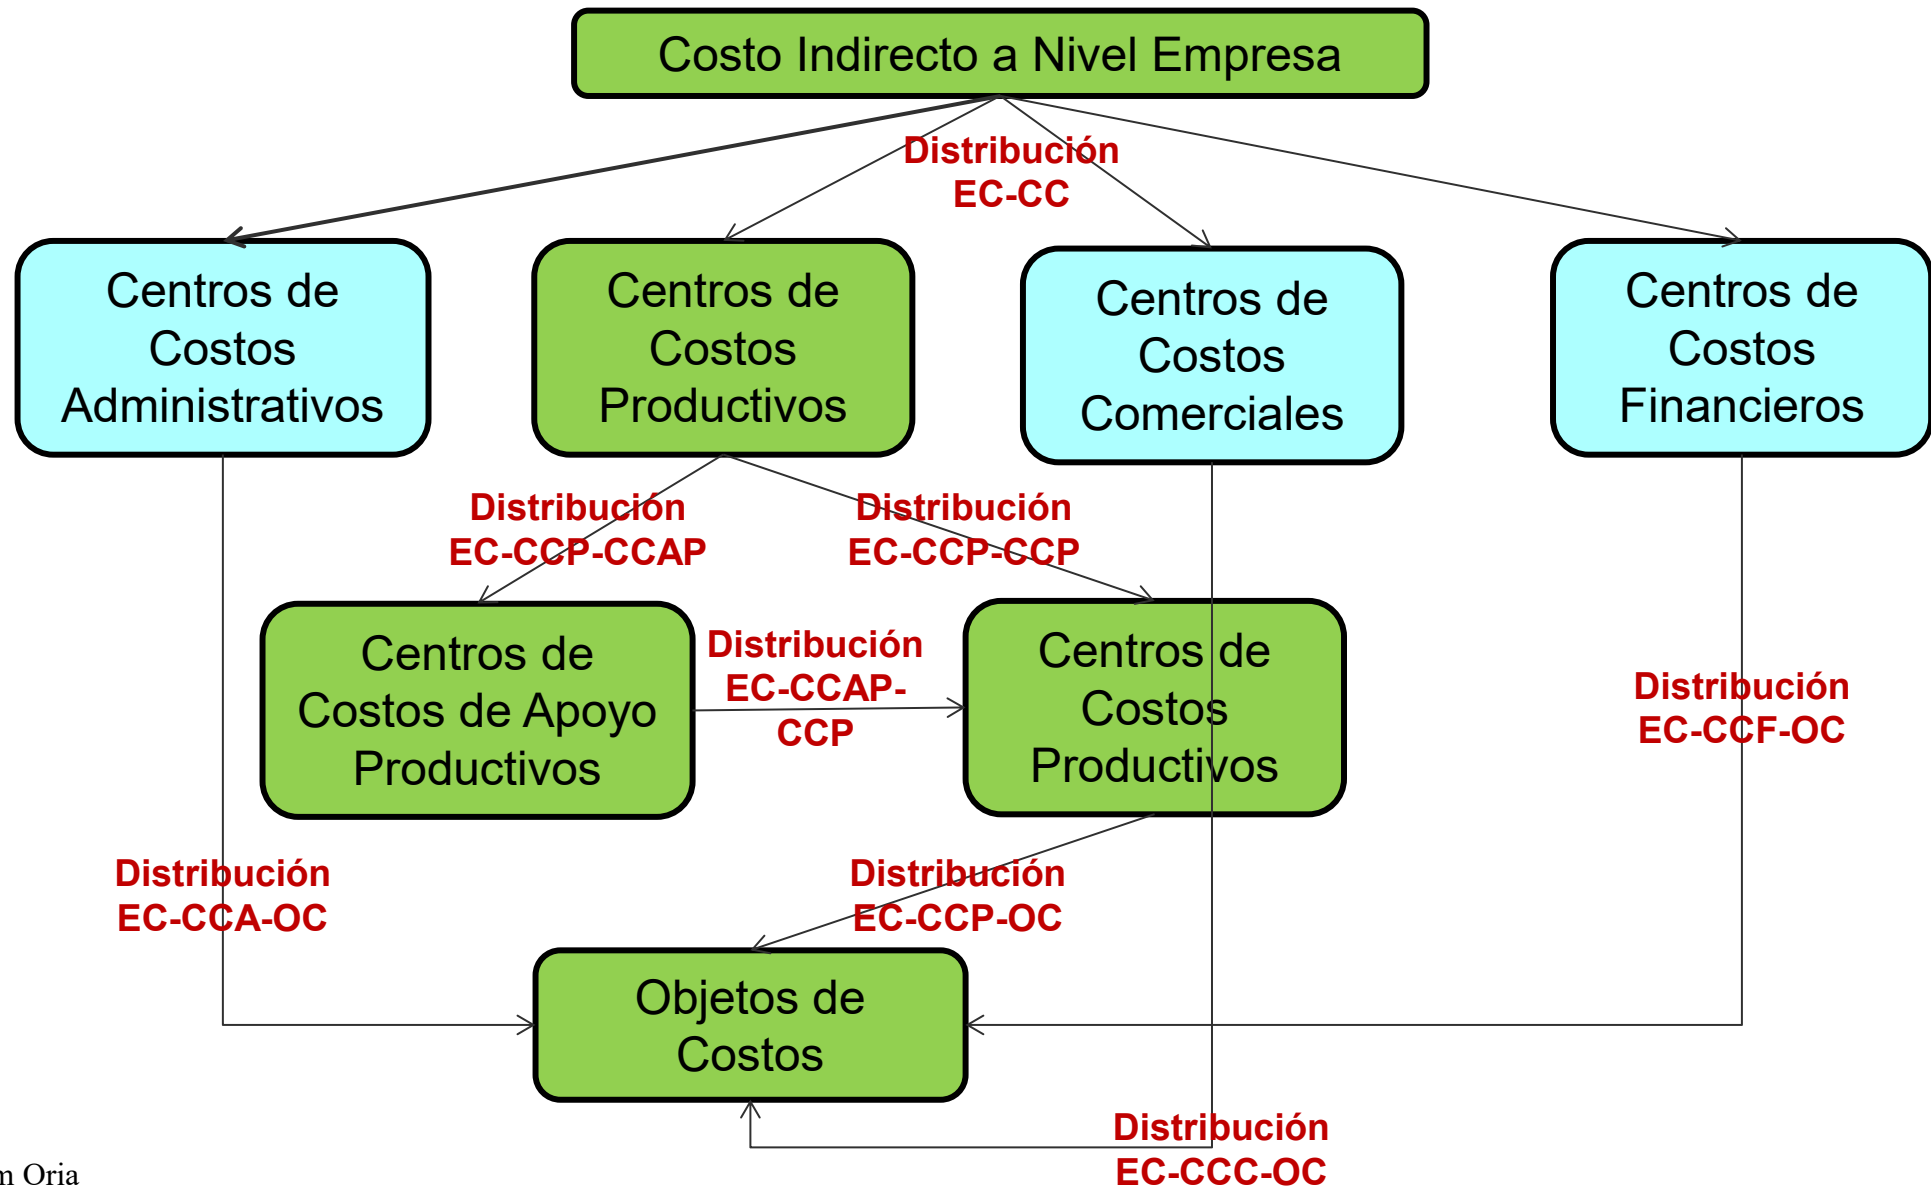 Costo Indirecto a Nivel Empresa
Distribución
EC-CC
Centros de
Costos
Administrativos
Centros de
Costos
Productivos
Centros de
Costos
Comerciales
Centros de
Costos
Financieros
Distribución
EC-CCP-CCAP
Distribución
EC-CCP-CCP
Centros de
Costos de Apoyo
Productivos
Distribución
EC-CCAP-
CCP
Centros de
Costos
Productivos
Distribución
EC-CCF-OC
Distribución
EC-CCA-OC
Distribución
EC-CCP-OC
Objetos de
Costos
Distribución
EC-CCC-OC
Oria